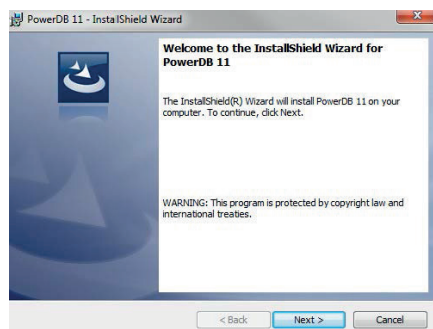 PowerDB 11 - InstallShield Wizard
Welcome to the InstallShield Wizard for
PowerDB 11
The InstallShield(R) Wizard will install PowerDB 11 on your
computer. To continue, click Next.
WARNING: This program is protected by copyright law and
international treaties.
< Back
Next >
Cancel